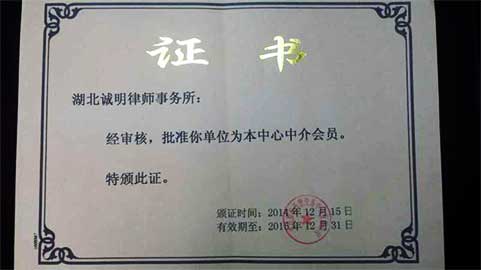 证书
湖北诚明律师事务所：
经审核，批准你单位为本中心中介会员。
特颁此证。
颁证时间：2014年12月15日
有效期至：2015年12月31日